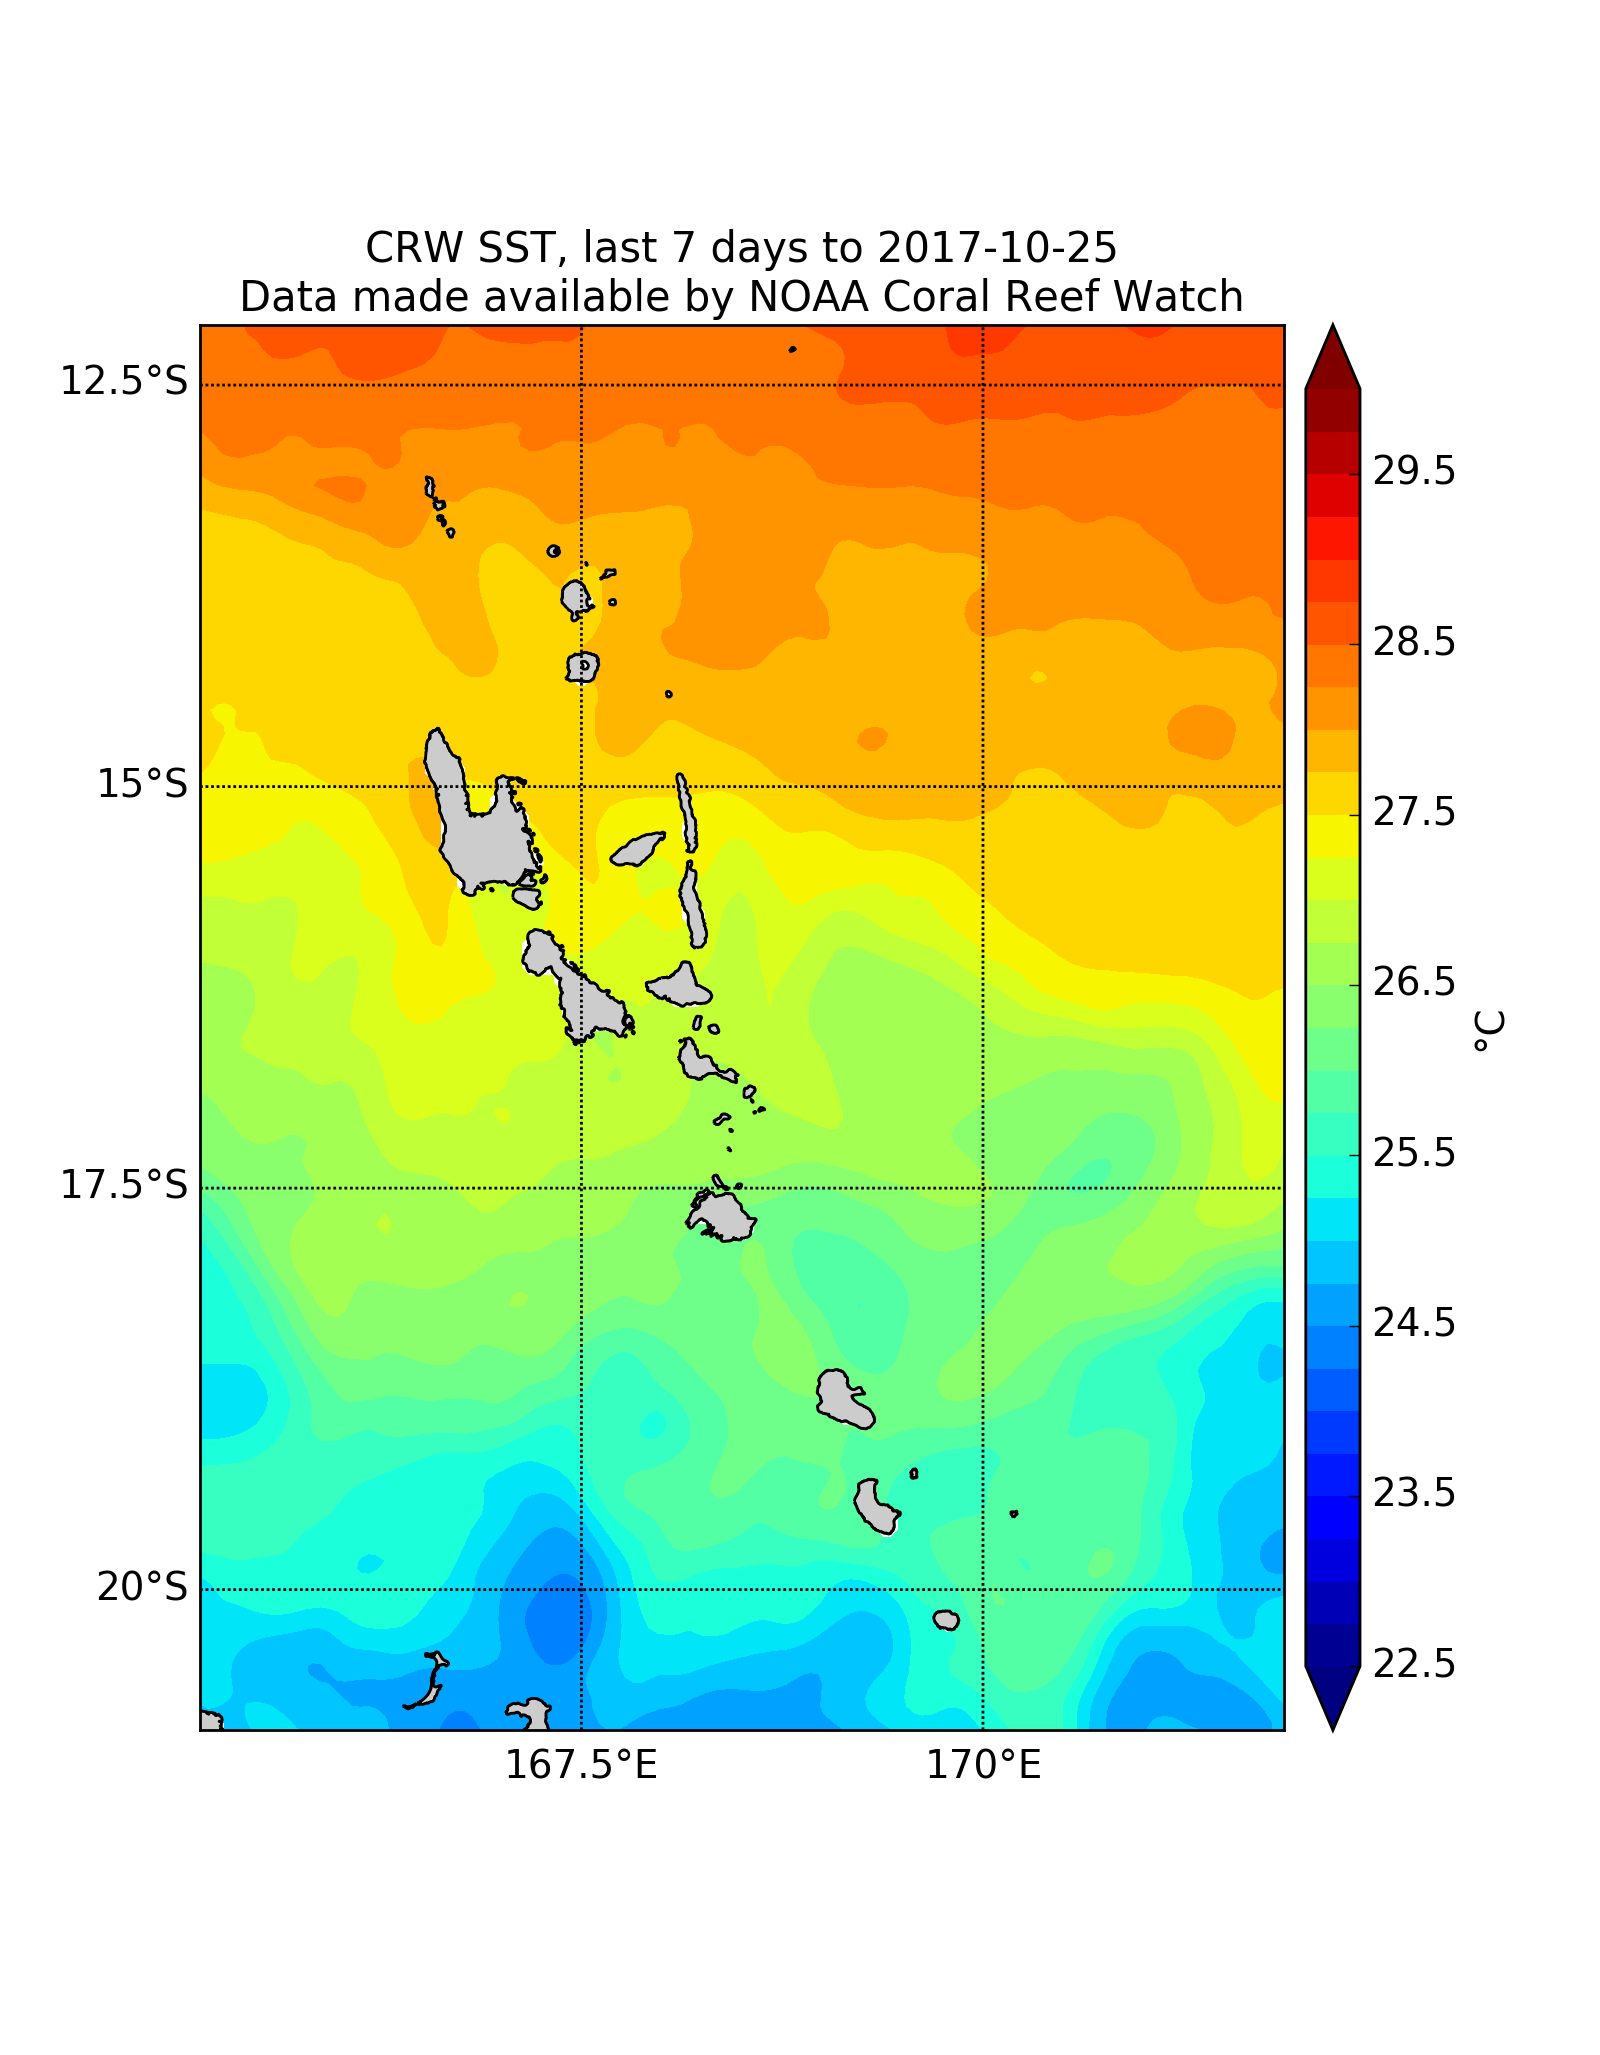 CRW SST, last 7 days to 2017-10-25
Data made available by NOAA Coral Reef Watch
12.5°S
15°S
17.5°S
20°S
167.5°E
170°E
29.5
28.5
27.5
26.5
25.5
24.5
23.5
22.5
°C